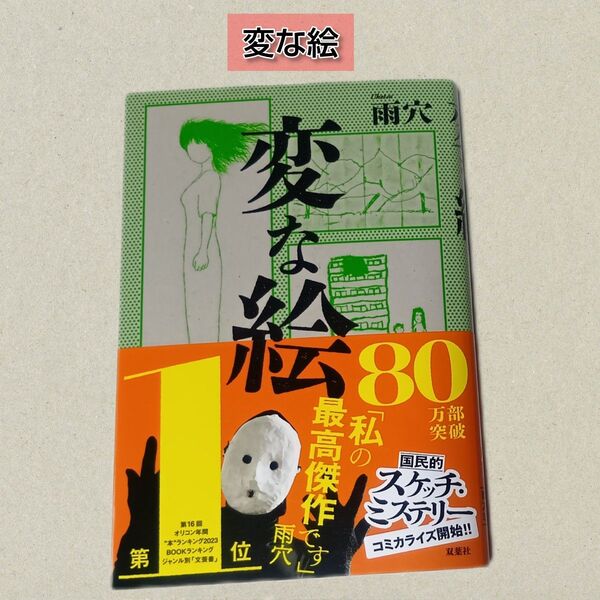 変な絵
Uketsu
雨穴
変な絵
80
万部
突破
「私の
最高傑作です」
雨穴
国民的
スケッチ・
ミステリー
コミカライズ開始!!
双葉社
第1位
第16回
オリコン年間
"本"ランキング2023
BOOKランキング
ジャンル別「文芸書」